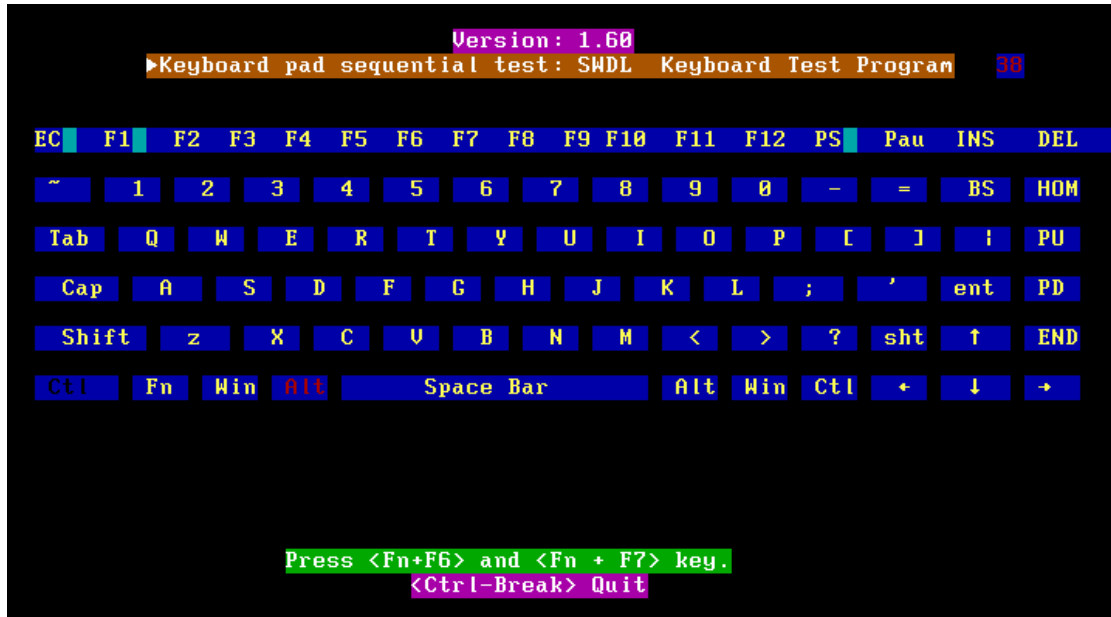 Version: 1.60
►Keyboard pad sequential test: SWDL Keyboard Test Program 38
EC F1 F2 F3 F4 F5 F6 F7 F8 F9 F10 F11 F12 PS Pau INS DEL
~ 1 2 3 4 5 6 7 8 9 0 - = BS HOM
Tab Q W E R T Y U I O P [ ] ¦ PU
Cap A S D F G H J K L ; ' ent PD
Shift z X C V B N M < > ? sht ↑ END
Ctl Fn Win Alt Space Bar Alt Win Ctl ← ↓ →
Press <Fn+F6> and <Fn + F7> key.
<Ctrl-Break> Quit